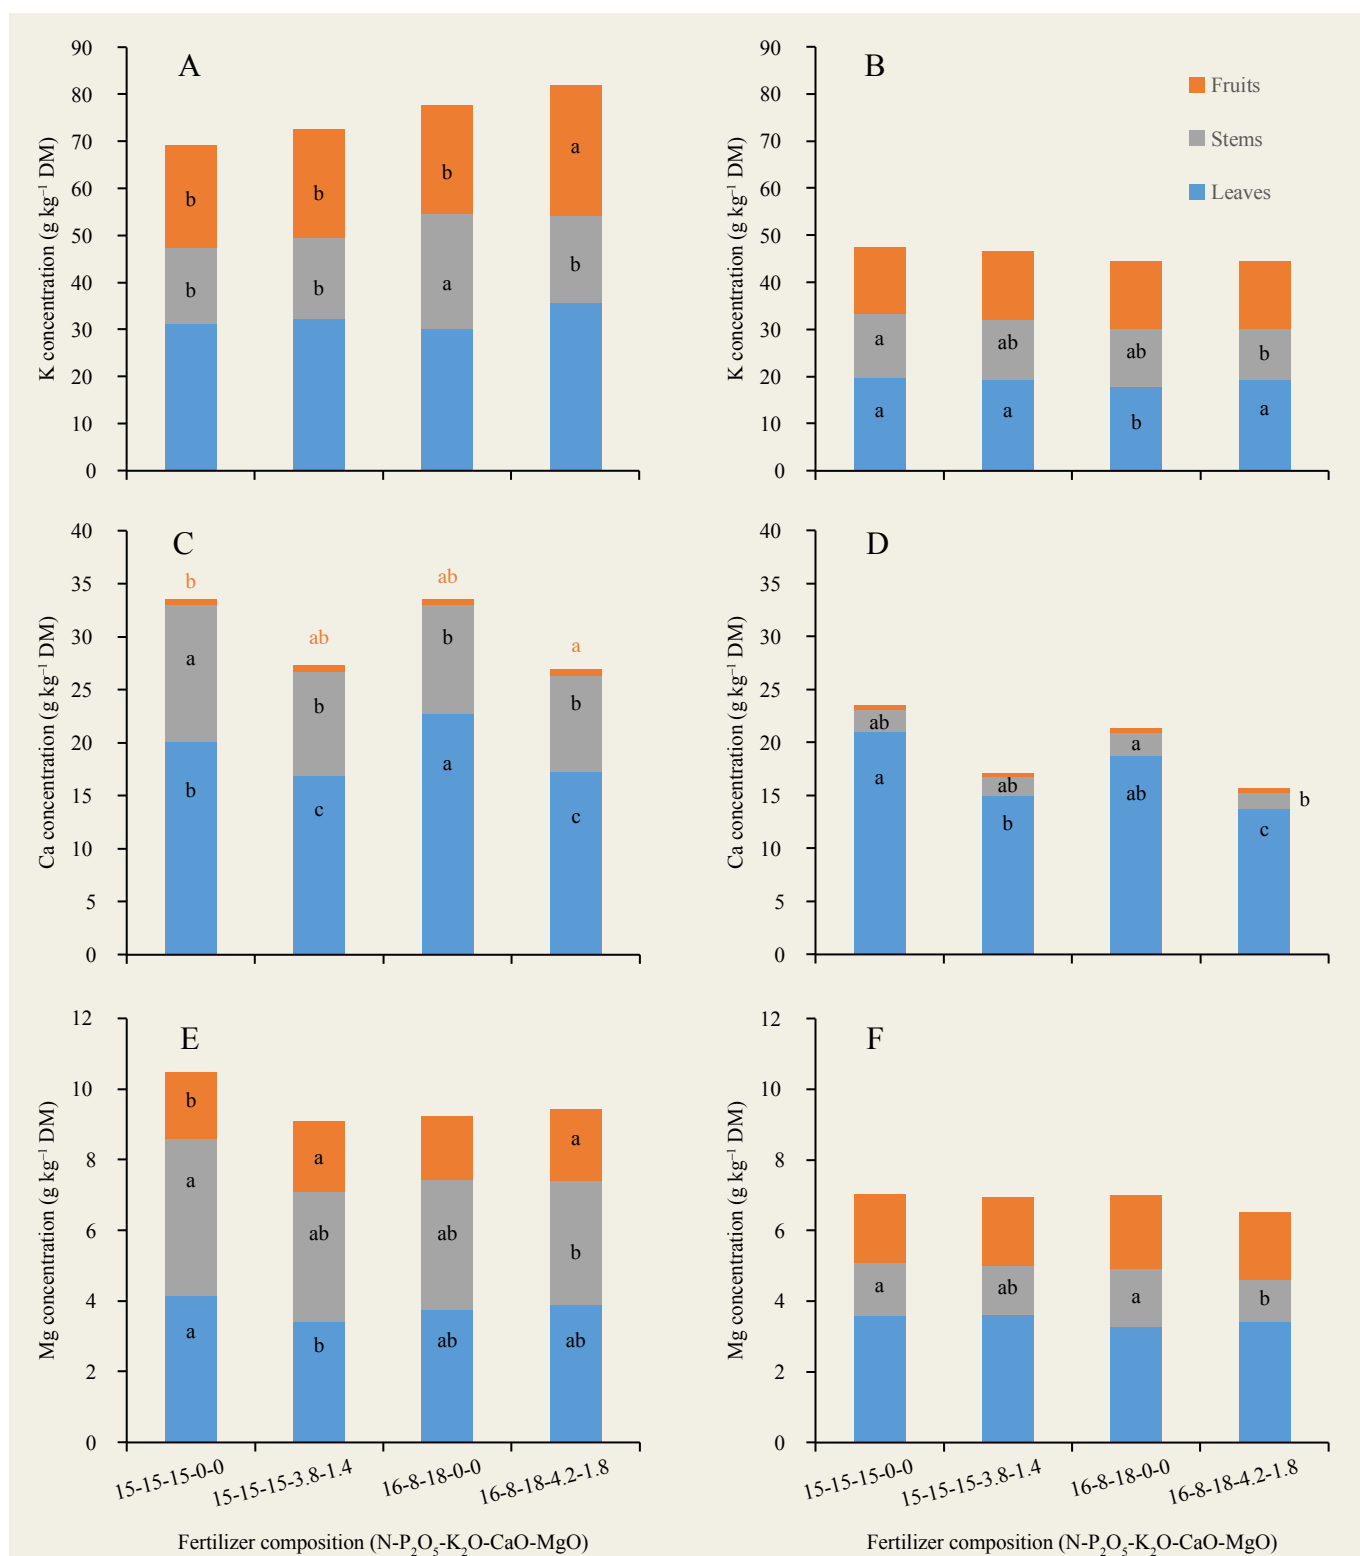 A
K concentration (g kg⁻¹ DM)
90
80
70
60
50
40
30
20
10
0
b
b
b
a
b
b
a
b
B
Fruits
Stems
Leaves
K concentration (g kg⁻¹ DM)
90
80
70
60
50
40
30
20
10
0
a
ab
ab
b
a
a
b
a
C
Ca concentration (g kg⁻¹ DM)
40
35
30
25
20
15
10
5
0
b
ab
ab
a
a
b
b
b
b
c
a
c
D
Ca concentration (g kg⁻¹ DM)
40
35
30
25
20
15
10
5
0
ab
ab
a
b
a
b
ab
c
E
Mg concentration (g kg⁻¹ DM)
12
10
8
6
4
2
0
b
a
a
a
ab
ab
b
a
b
ab
ab
15-15-15-0-0
15-15-15-3.8-1.4
16-8-18-0-0
16-8-18-4.2-1.8
Fertilizer composition (N-P₂O₅-K₂O-CaO-MgO)
F
Mg concentration (g kg⁻¹ DM)
12
10
8
6
4
2
0
a
ab
a
b
15-15-15-0-0
15-15-15-3.8-1.4
16-8-18-0-0
16-8-18-4.2-1.8
Fertilizer composition (N-P₂O₅-K₂O-CaO-MgO)